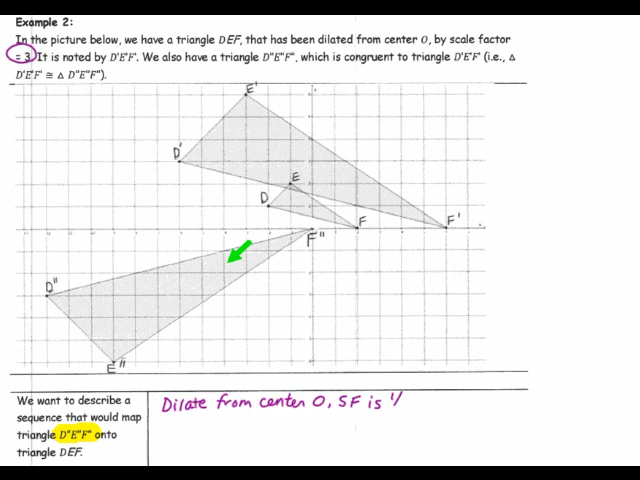 Example 2:
In the picture below, we have a triangle DEF, that has been dilated from center O, by scale factor
= 3. It is noted by D'E'F'. We also have a triangle D"E"F", which is congruent to triangle D'E'F' (i.e., △
D'E'F' ≅ △ D"E"F").
E'
D'
E
D
F
F'
F"
D"
E"
We want to describe a
sequence that would map
triangle D"E"F" onto
triangle DEF.
Dilate from center O, SF is 1/